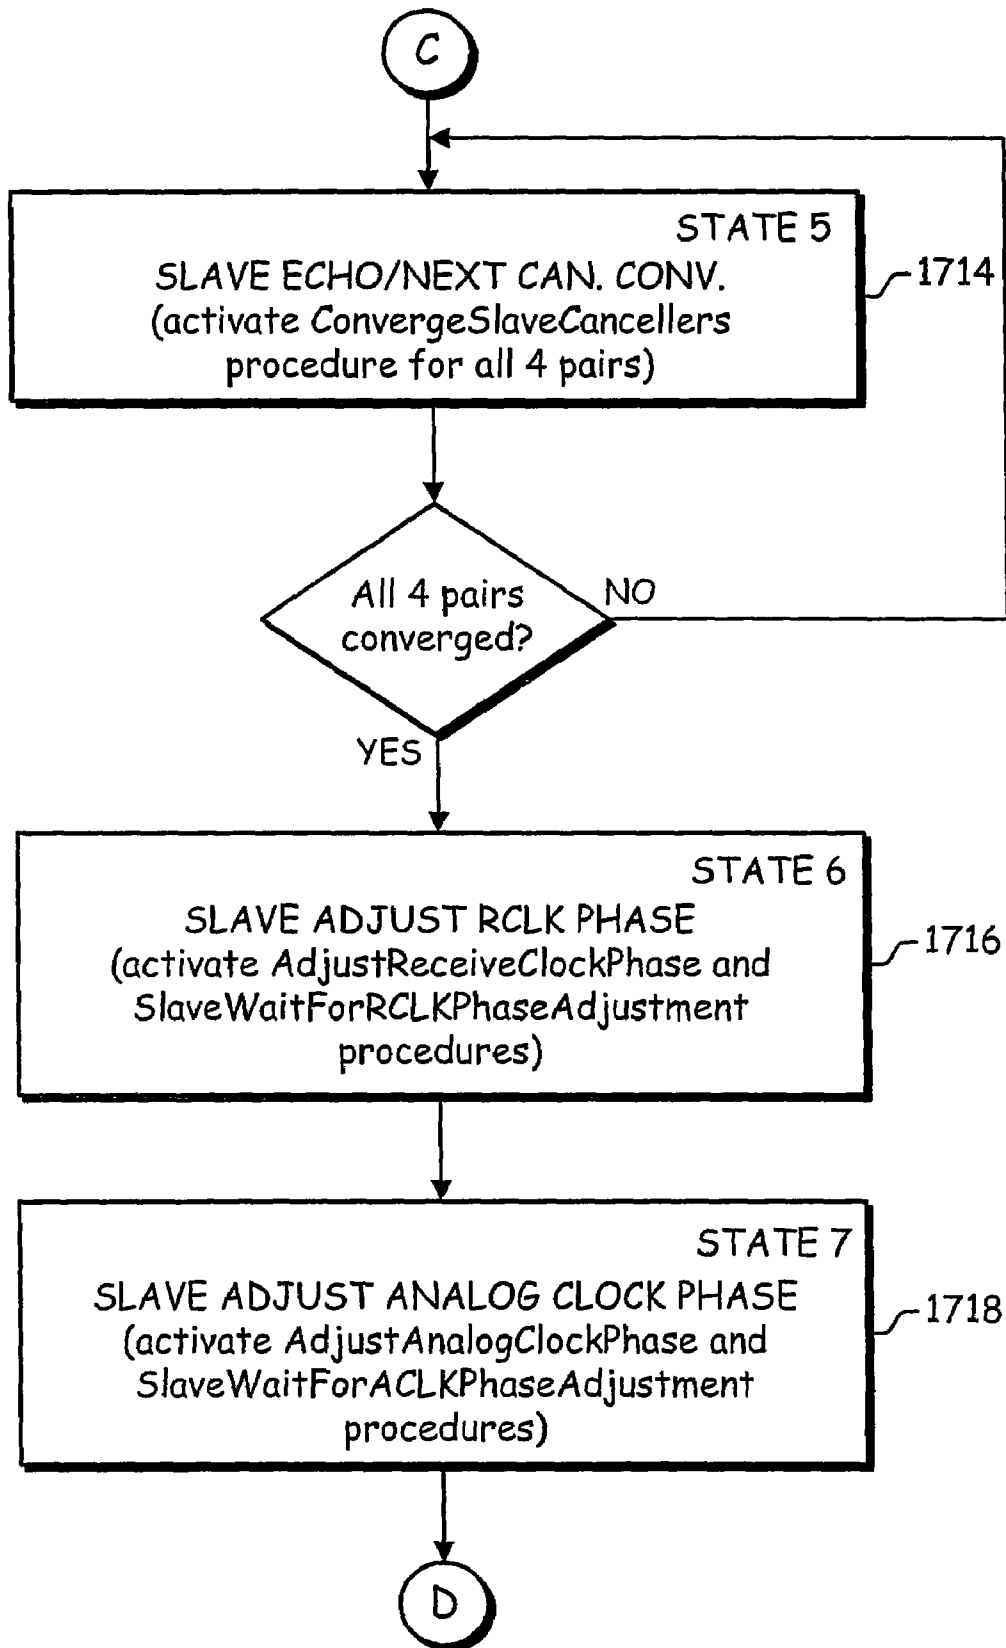 C
STATE 5
SLAVE ECHO/NEXT CAN. CONV.
(activate ConvergeSlaveCancellers
procedure for all 4 pairs)
1714
All 4 pairs
converged?
NO
YES
STATE 6
SLAVE ADJUST RCLK PHASE
(activate AdjustReceiveClockPhase and
SlaveWaitForRCLKPhaseAdjustment
procedures)
1716
STATE 7
SLAVE ADJUST ANALOG CLOCK PHASE
(activate AdjustAnalogClockPhase and
SlaveWaitForACLKPhaseAdjustment
procedures)
1718
D